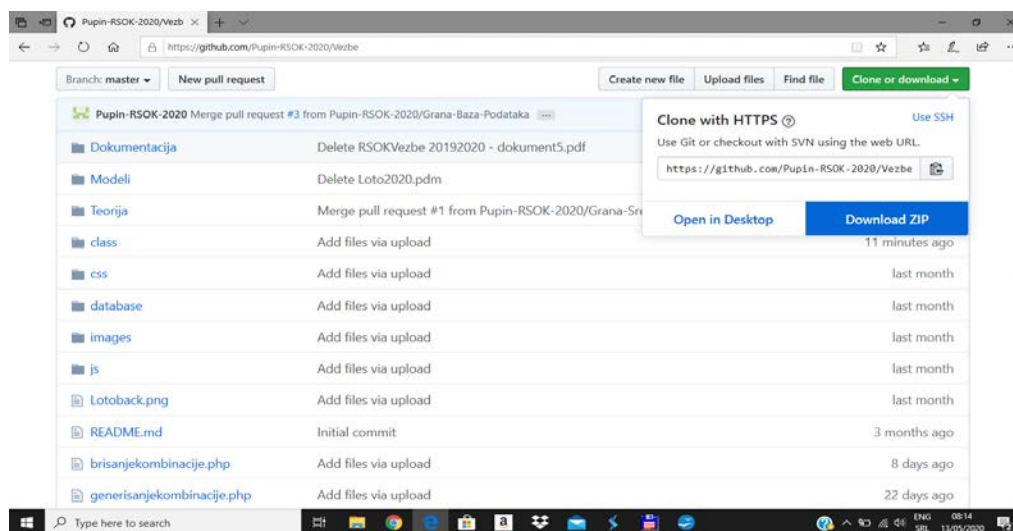 Pupin-RSOK-2020/Vezb
https://github.com/Pupin-RSOK-2020/Vezbe
Branch: master New pull request Create new file Upload files Find file Clone or download
Pupin-RSOK-2020 Merge pull request #3 from Pupin-RSOK-2020/Grana-Baza-Podataka ...
Clone with HTTPS Use SSH
Use Git or checkout with SVN using the web URL.
https://github.com/Pupin-RSOK-2020/Vezbe
Open in Desktop Download ZIP
Dokumentacija Delete RSOKVezbe 20192020 - dokument5.pdf
Modeli Delete Loto2020.pdm
Teorija Merge pull request #1 from Pupin-RSOK-2020/Grana-Sre
class Add files via upload 11 minutes ago
css Add files via upload last month
database Add files via upload last month
images Add files via upload last month
js Add files via upload last month
Lotoback.png Add files via upload last month
README.md Initial commit 3 months ago
brisanjekombinacije.php Add files via upload 8 days ago
generisanjekombinacije.php Add files via upload 22 days ago
Type here to search
a
ENG 08:14
SRL 13/05/2020